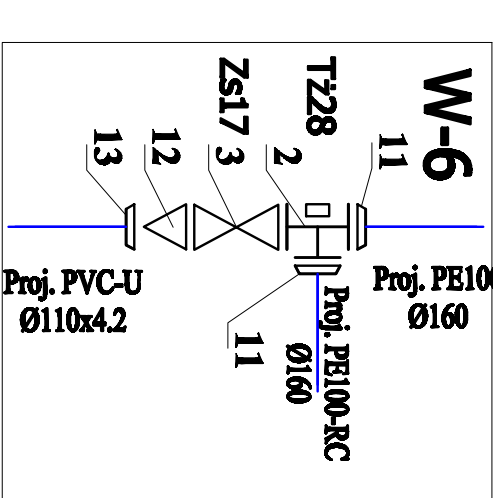 W-6
Tż28
Zs17
11
2
3
12
13
Proj. PVC-U
Ø110x4.2
Proj. PE100
Ø160
11
Proj. PE100-RC
Ø160